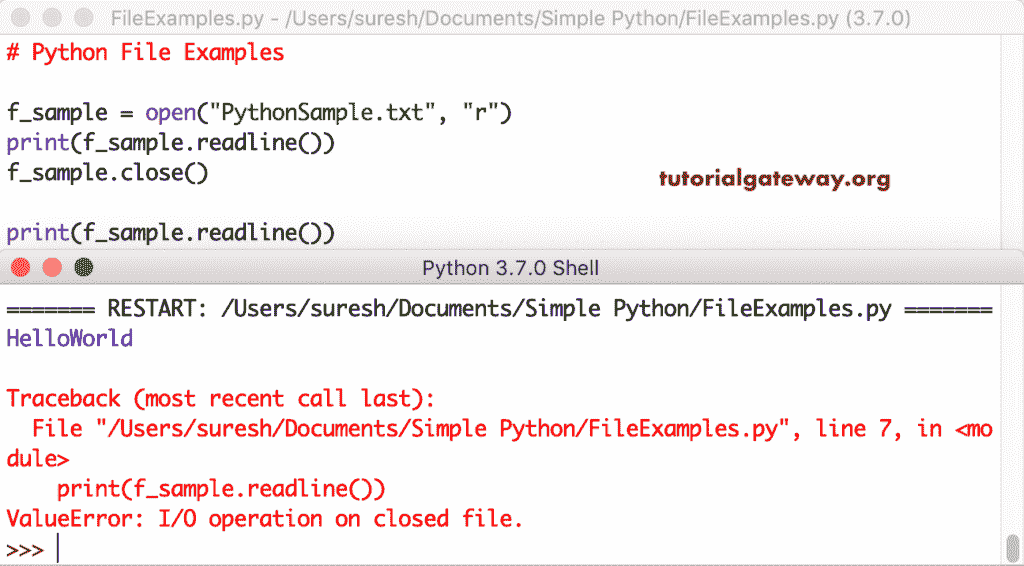 FileExamples.py - /Users/suresh/Documents/Simple Python/FileExamples.py (3.7.0)
# Python File Examples
f_sample = open("PythonSample.txt", "r")
print(f_sample.readline())
f_sample.close()
tutorialgateway.org
print(f_sample.readline())
Python 3.7.0 Shell
======= RESTART: /Users/suresh/Documents/Simple Python/FileExamples.py =======
HelloWorld
Traceback (most recent call last):
  File "/Users/suresh/Documents/Simple Python/FileExamples.py", line 7, in <mo
dule>
    print(f_sample.readline())
ValueError: I/O operation on closed file.
>>>